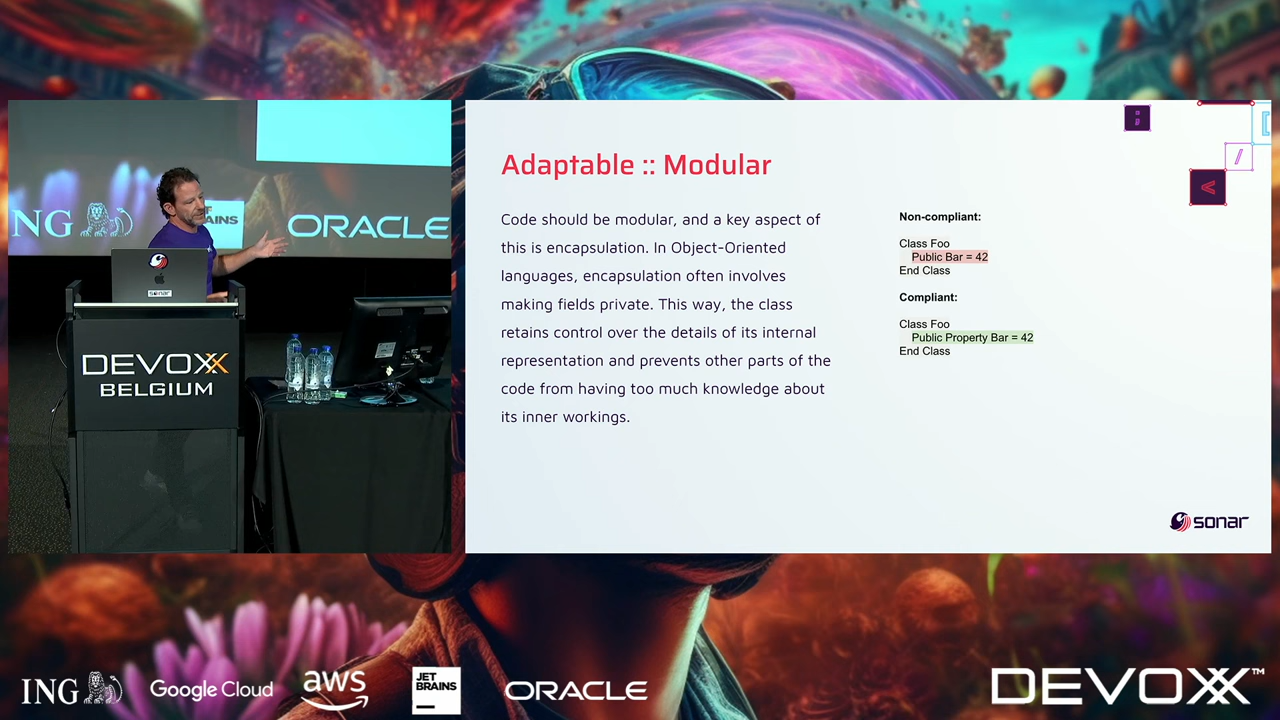 NG
AINS
ORACLE
sonar
DEVOXX
BELGIUM
;
[
/
<
Adaptable :: Modular
Code should be modular, and a key aspect of
this is encapsulation. In Object-Oriented
languages, encapsulation often involves
making fields private. This way, the class
retains control over the details of its internal
representation and prevents other parts of the
code from having too much knowledge about
its inner workings.
Non-compliant:
Class Foo
Public Bar = 42
End Class
Compliant:
Class Foo
Public Property Bar = 42
End Class
sonar
ING
Google Cloud
aws
JET
BRAINS
ORACLE
DEVOXX™